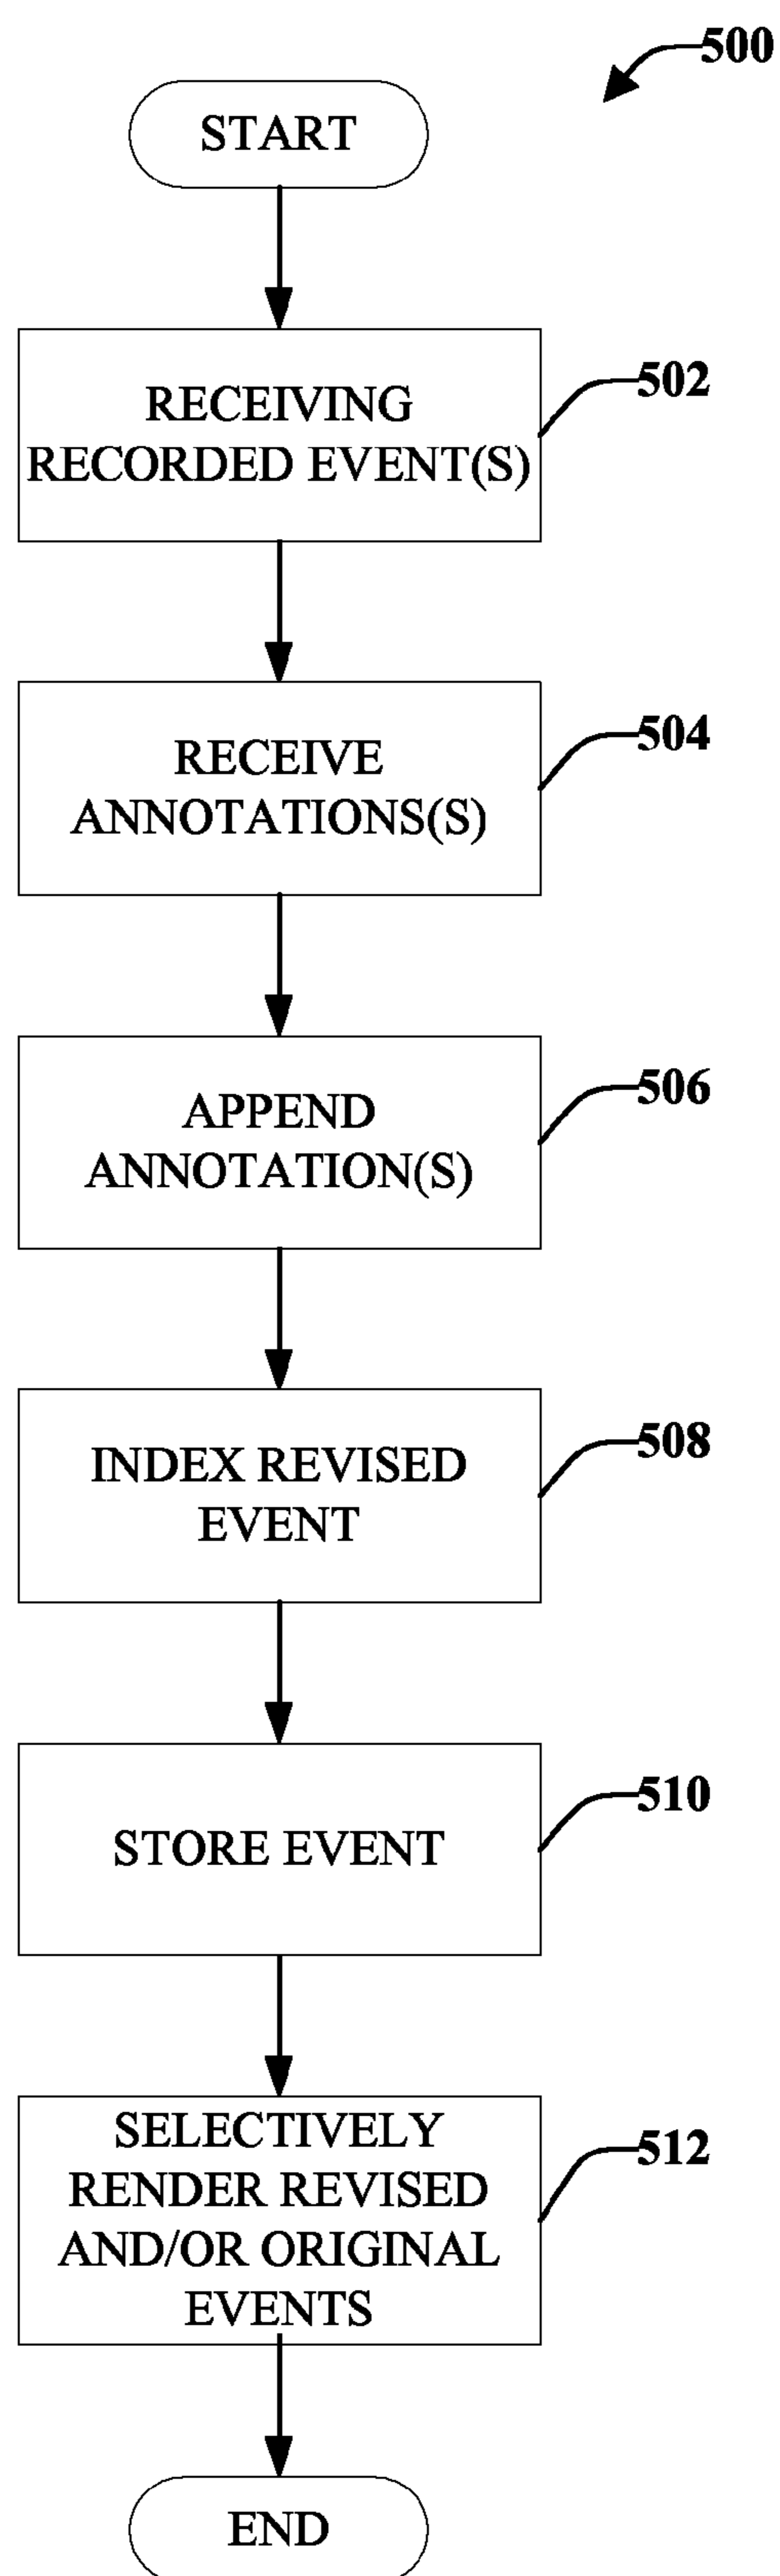 500
START
RECEIVING
RECORDED EVENT(S)
502
RECEIVE
ANNOTATIONS(S)
504
APPEND
ANNOTATION(S)
506
INDEX REVISED
EVENT
508
STORE EVENT
510
SELECTIVELY
RENDER REVISED
AND/OR ORIGINAL
EVENTS
512
END